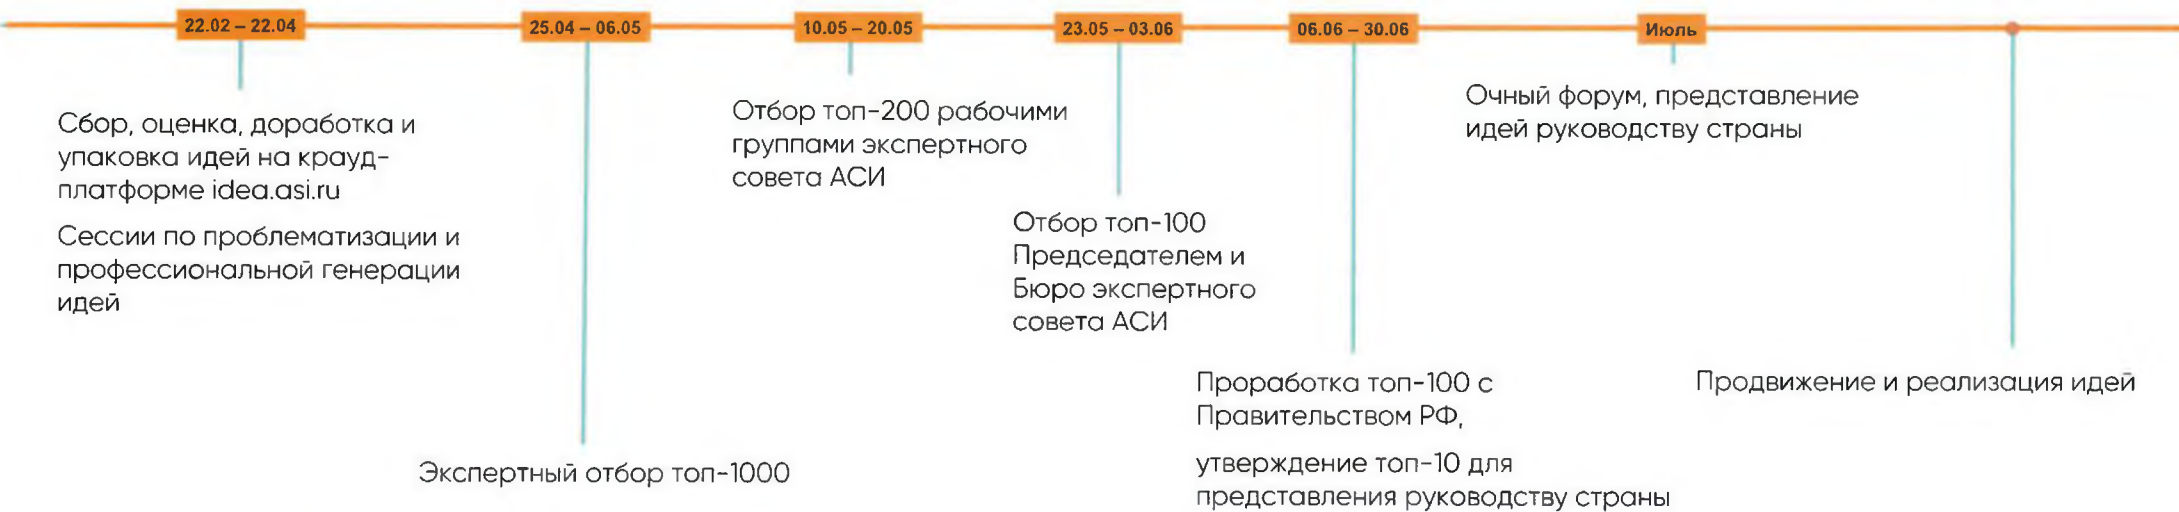 22.02 – 22.04
25.04 – 06.05
10.05 – 20.05
23.05 – 03.06
06.06 – 30.06
Июль
Сбор, оценка, доработка и
упаковка идей на крауд-
платформе idea.asi.ru
Сессии по проблематизации и
профессиональной генерации
идей
Экспертный отбор топ-1000
Отбор топ-200 рабочими
группами экспертного
совета АСИ
Отбор топ-100
Председателем и
Бюро экспертного
совета АСИ
Проработка топ-100 с
Правительством РФ,
утверждение топ-10 для
представления руководству страны
Очный форум, представление
идей руководству страны
Продвижение и реализация идей